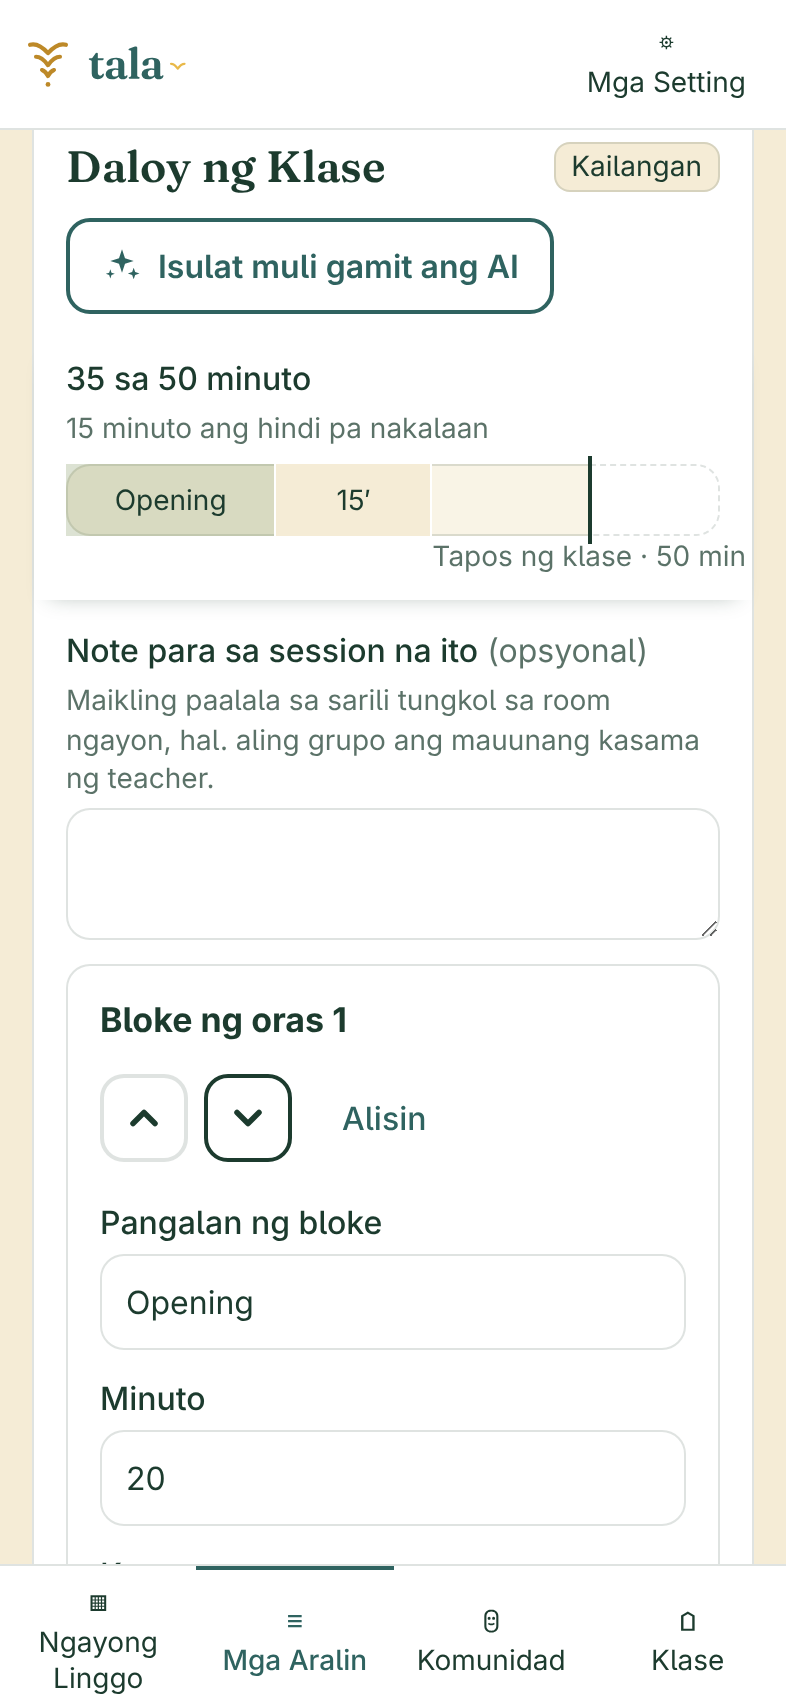 tala
Mga Setting
Daloy ng Klase
Kailangan
Isulat muli gamit ang AI
35 sa 50 minuto
15 minuto ang hindi pa nakalaan
Opening
15′
Tapos ng klase · 50 min
Note para sa session na ito (opsyonal)
Maikling paalala sa sarili tungkol sa room
ngayon, hal. aling grupo ang mauunang kasama
ng teacher.
Bloke ng oras 1
Alisin
Pangalan ng bloke
Opening
Minuto
20
Ngayong
Linggo
Mga Aralin
Komunidad
Klase